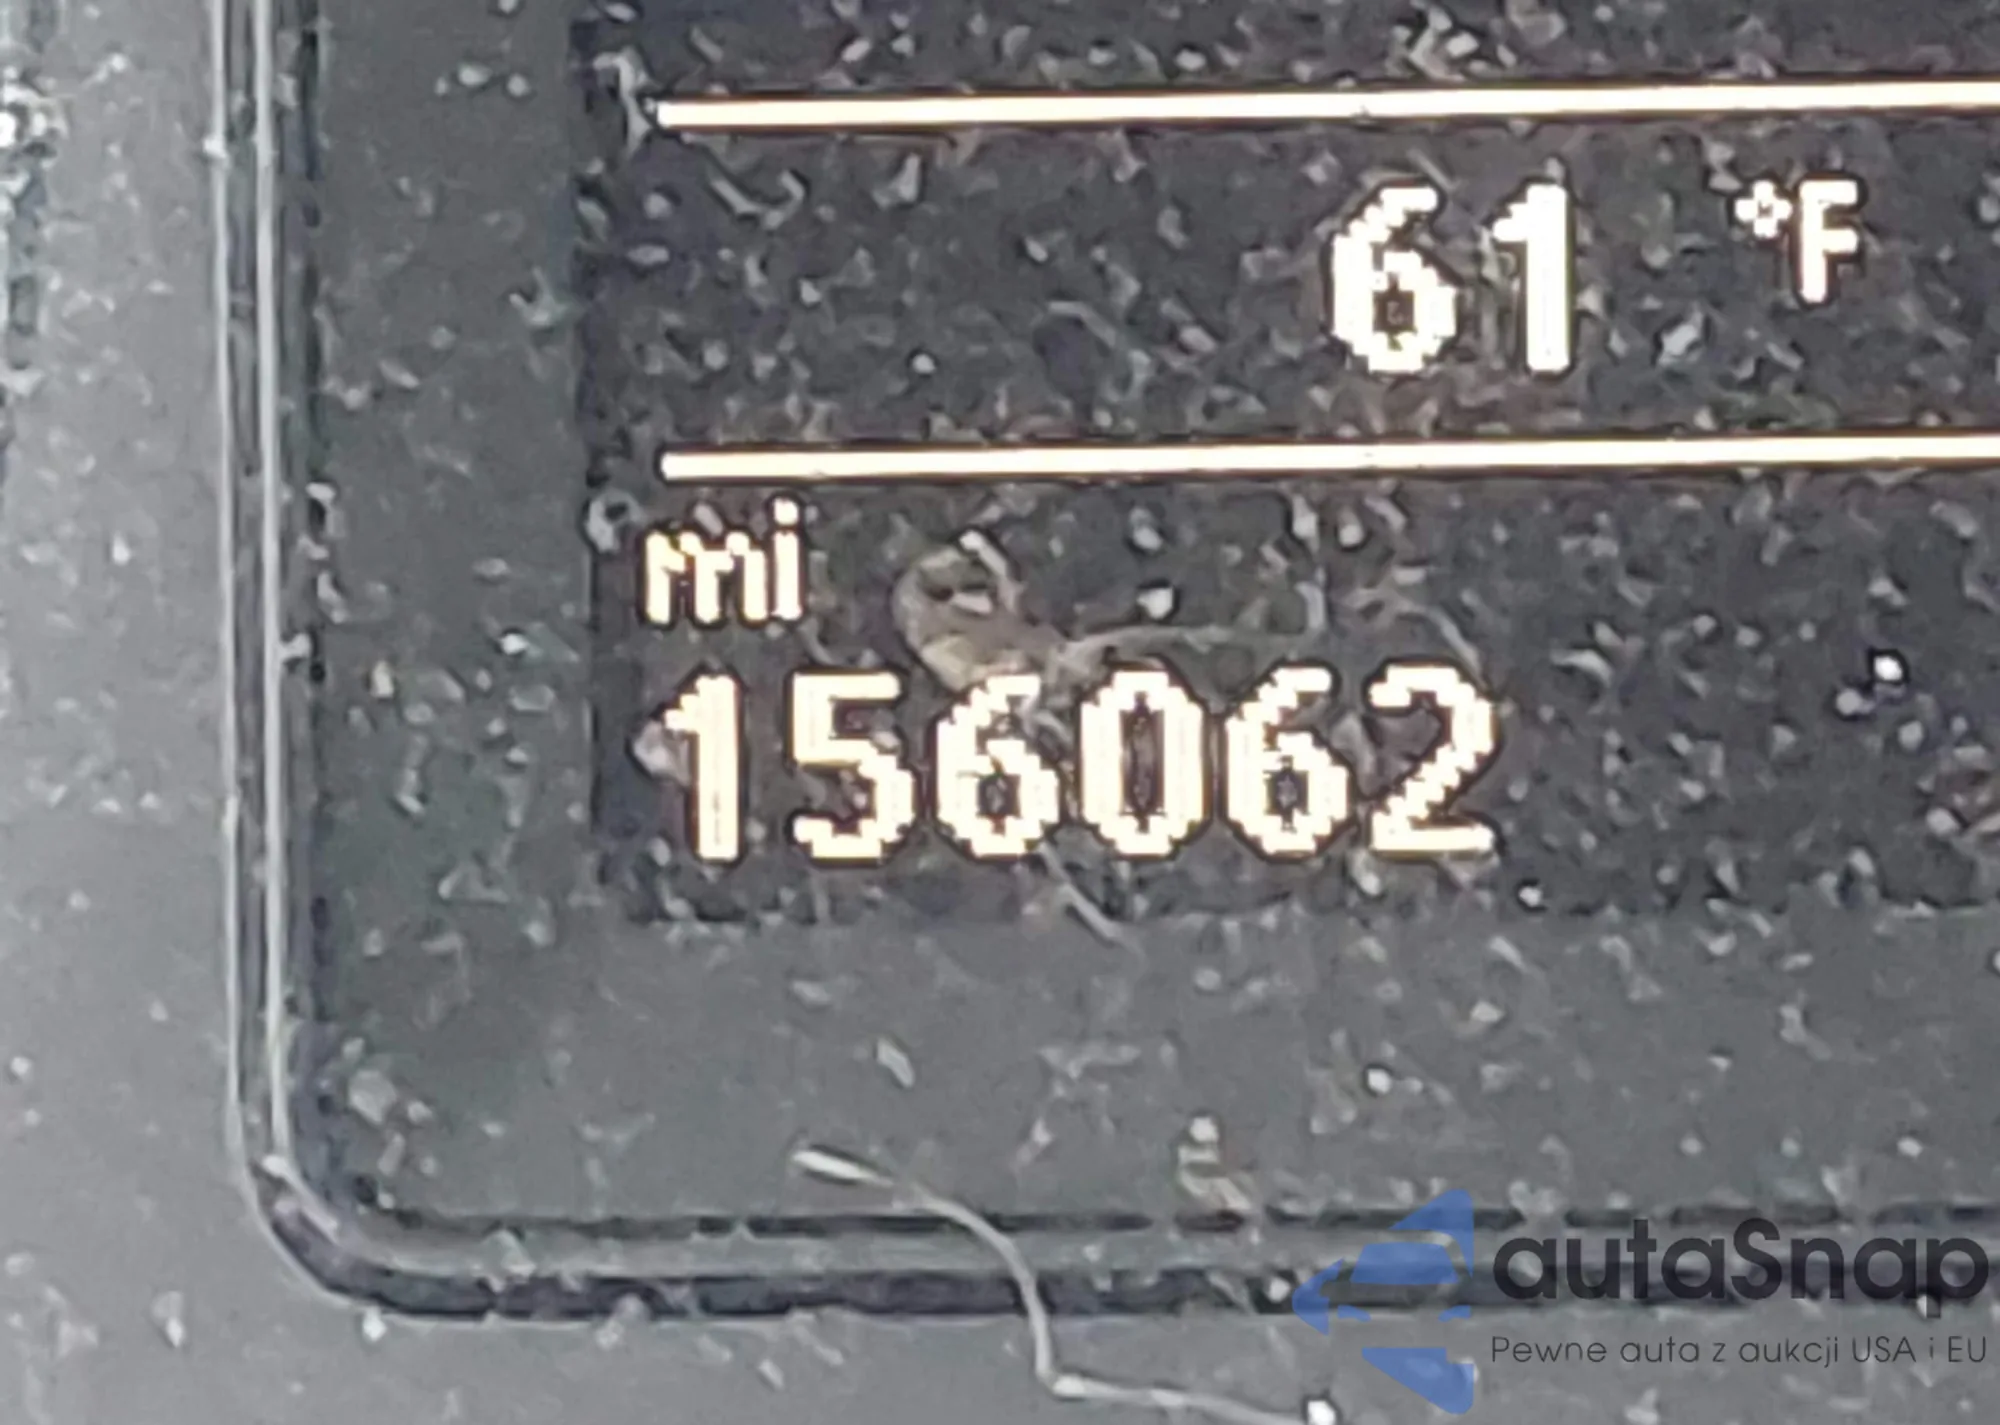 61 °F
mi
156062
autaSnap
Pewne auta z aukcji USA i EU